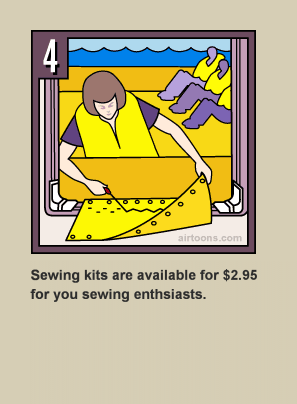 4
airtoons.com
Sewing kits are available for $2.95
for you sewing enthsiasts.